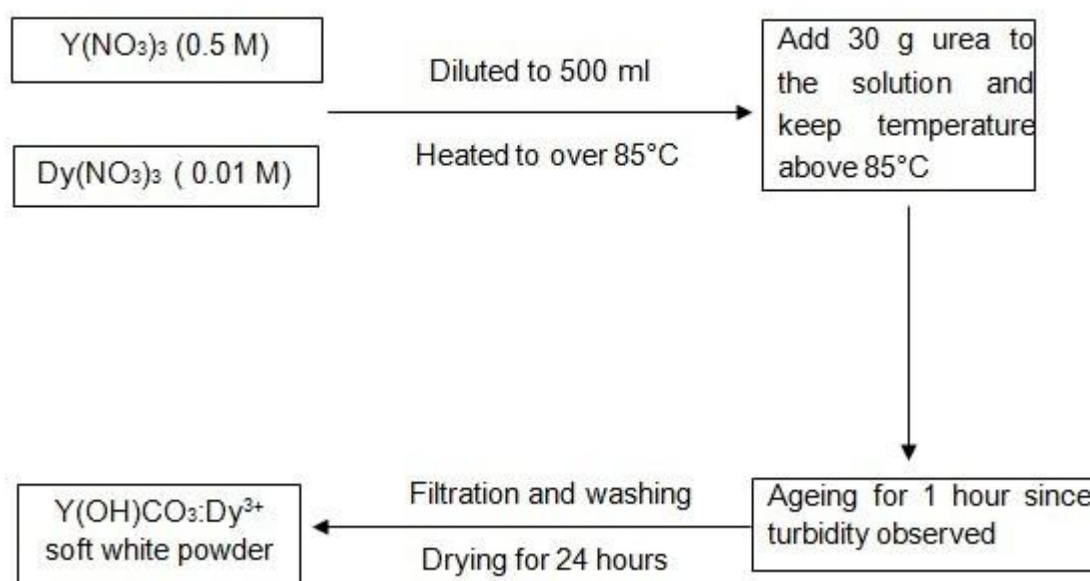 Y(NO₃)₃ (0.5 M)
Dy(NO₃)₃ ( 0.01 M)
Diluted to 500 ml
Heated to over 85°C
Add 30 g urea to
the solution and
keep temperature
above 85°C
Ageing for 1 hour since
turbidity observed
Filtration and washing
Drying for 24 hours
Y(OH)CO₃:Dy³⁺
soft white powder